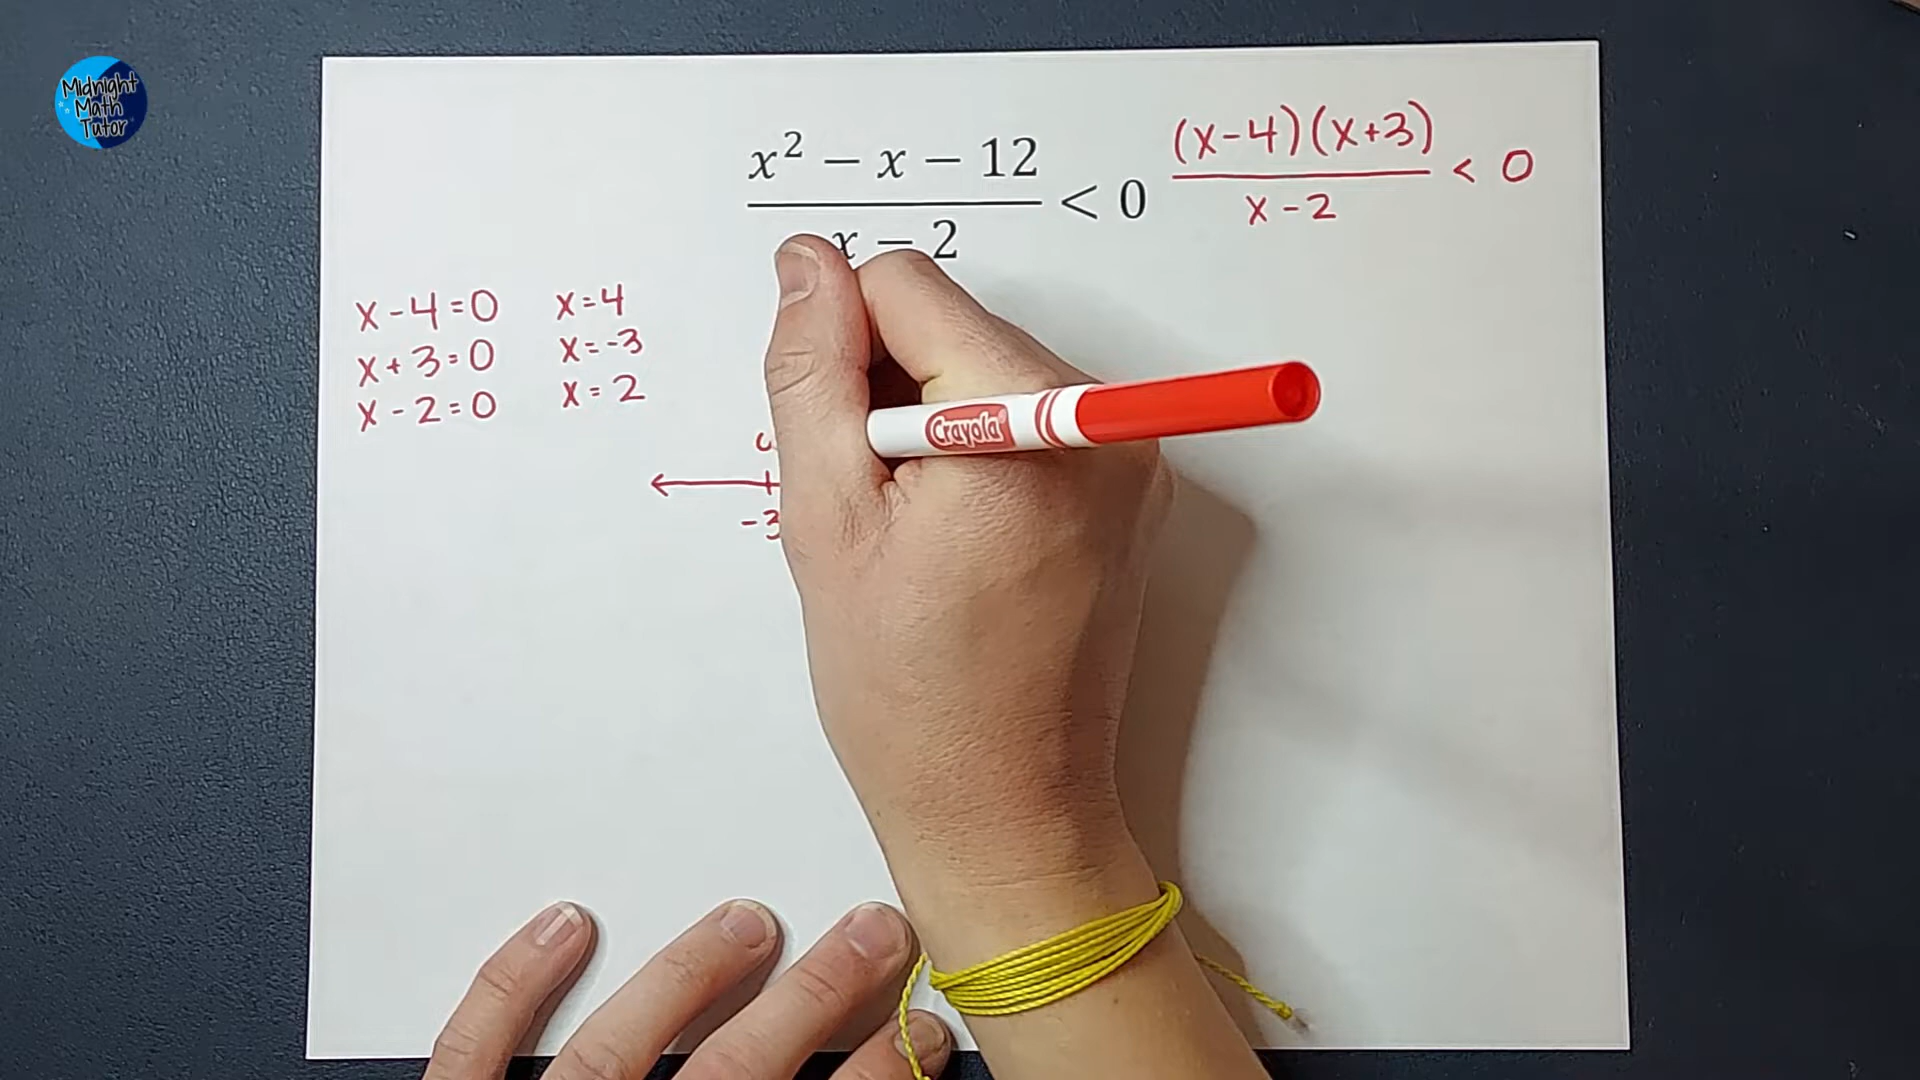 Midnight
Math
Tutor
x² − x − 12
x − 2
< 0
(x-4)(x+3)
x-2
< 0
x-4=0 x=4
x+3=0 x=-3
x-2=0 x=2
Crayola
-3